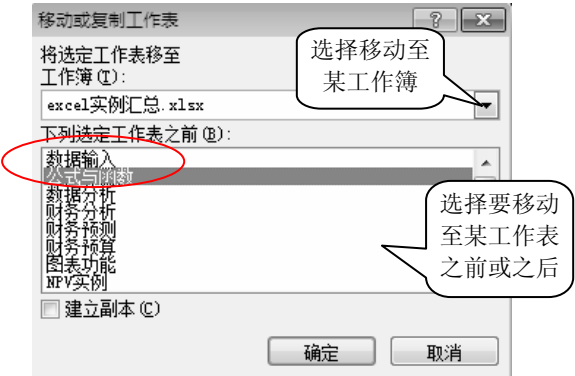 移动或复制工作表
将选定工作表移至
工作簿(T):
excel实例汇总.xlsx
选择移动至
某工作簿
下列选定工作表之前(B):
数据输入
公式与函数
数据分析
财务分析
财务预测
财务预算
图表功能
NPV实例
选择要移动
至某工作表
之前或之后
建立副本(C)
确定
取消